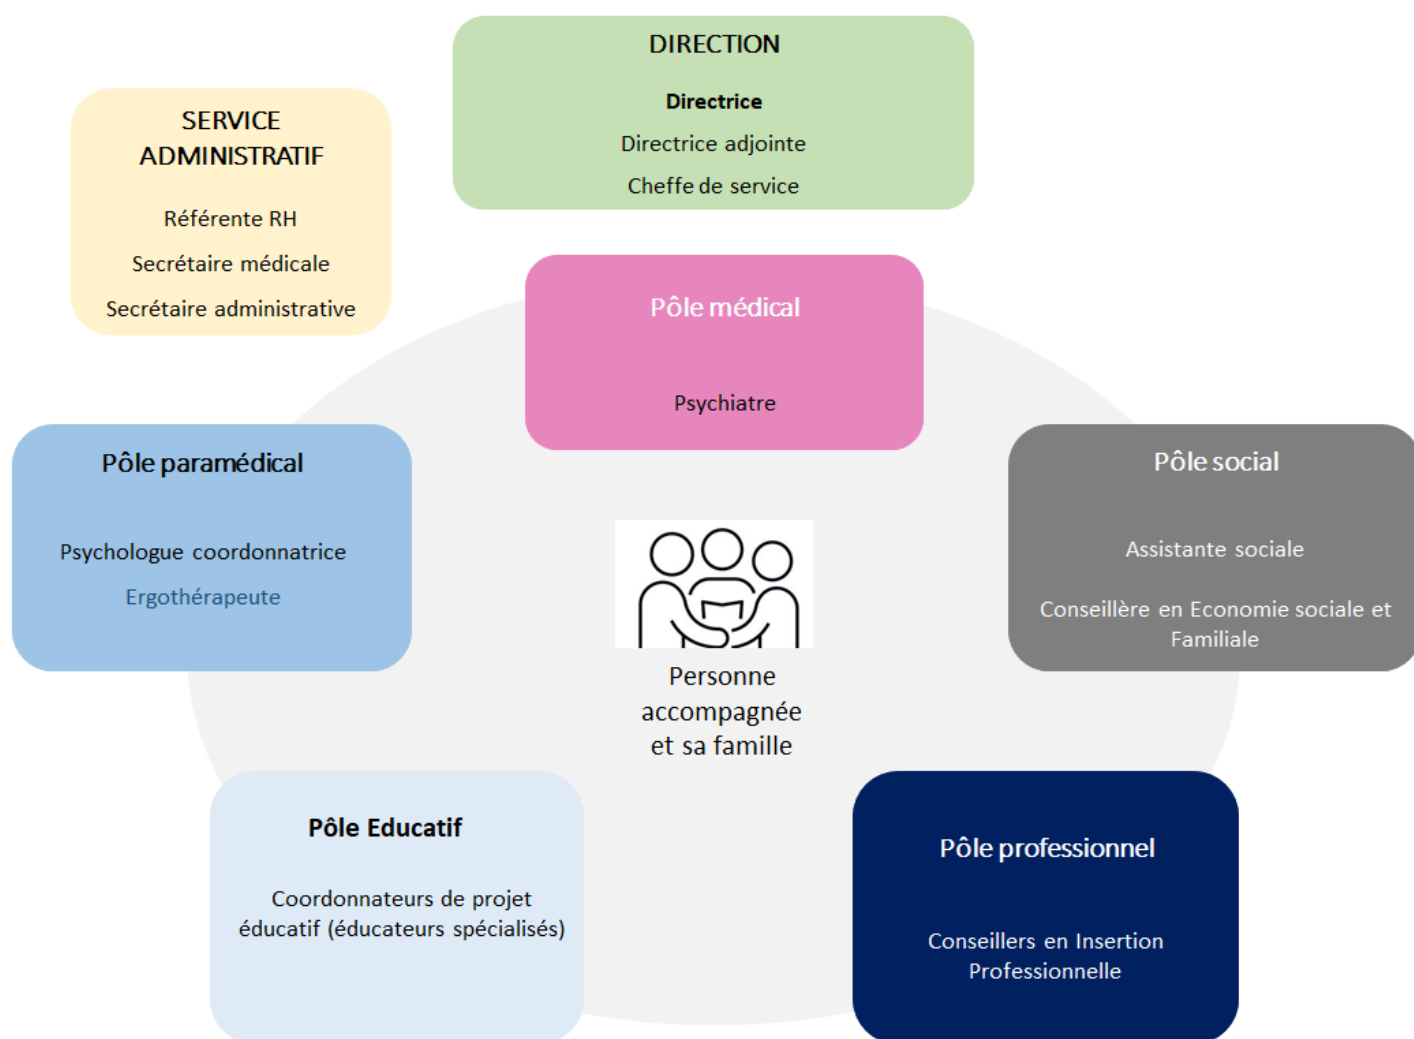 DIRECTION
Directrice
Directrice adjointe
Cheffe de service
SERVICE
ADMINISTRATIF
Référente RH
Secrétaire médicale
Secrétaire administrative
Pôle médical
Psychiatre
Pôle paramédical
Psychologue coordonnatrice
Ergothérapeute
Pôle social
Assistante sociale
Conseillère en Economie sociale et
Familiale
Personne
accompagnée
et sa famille
Pôle Educatif
Coordonnateurs de projet
éducatif (éducateurs spécialisés)
Pôle professionnel
Conseillers en Insertion
Professionnelle